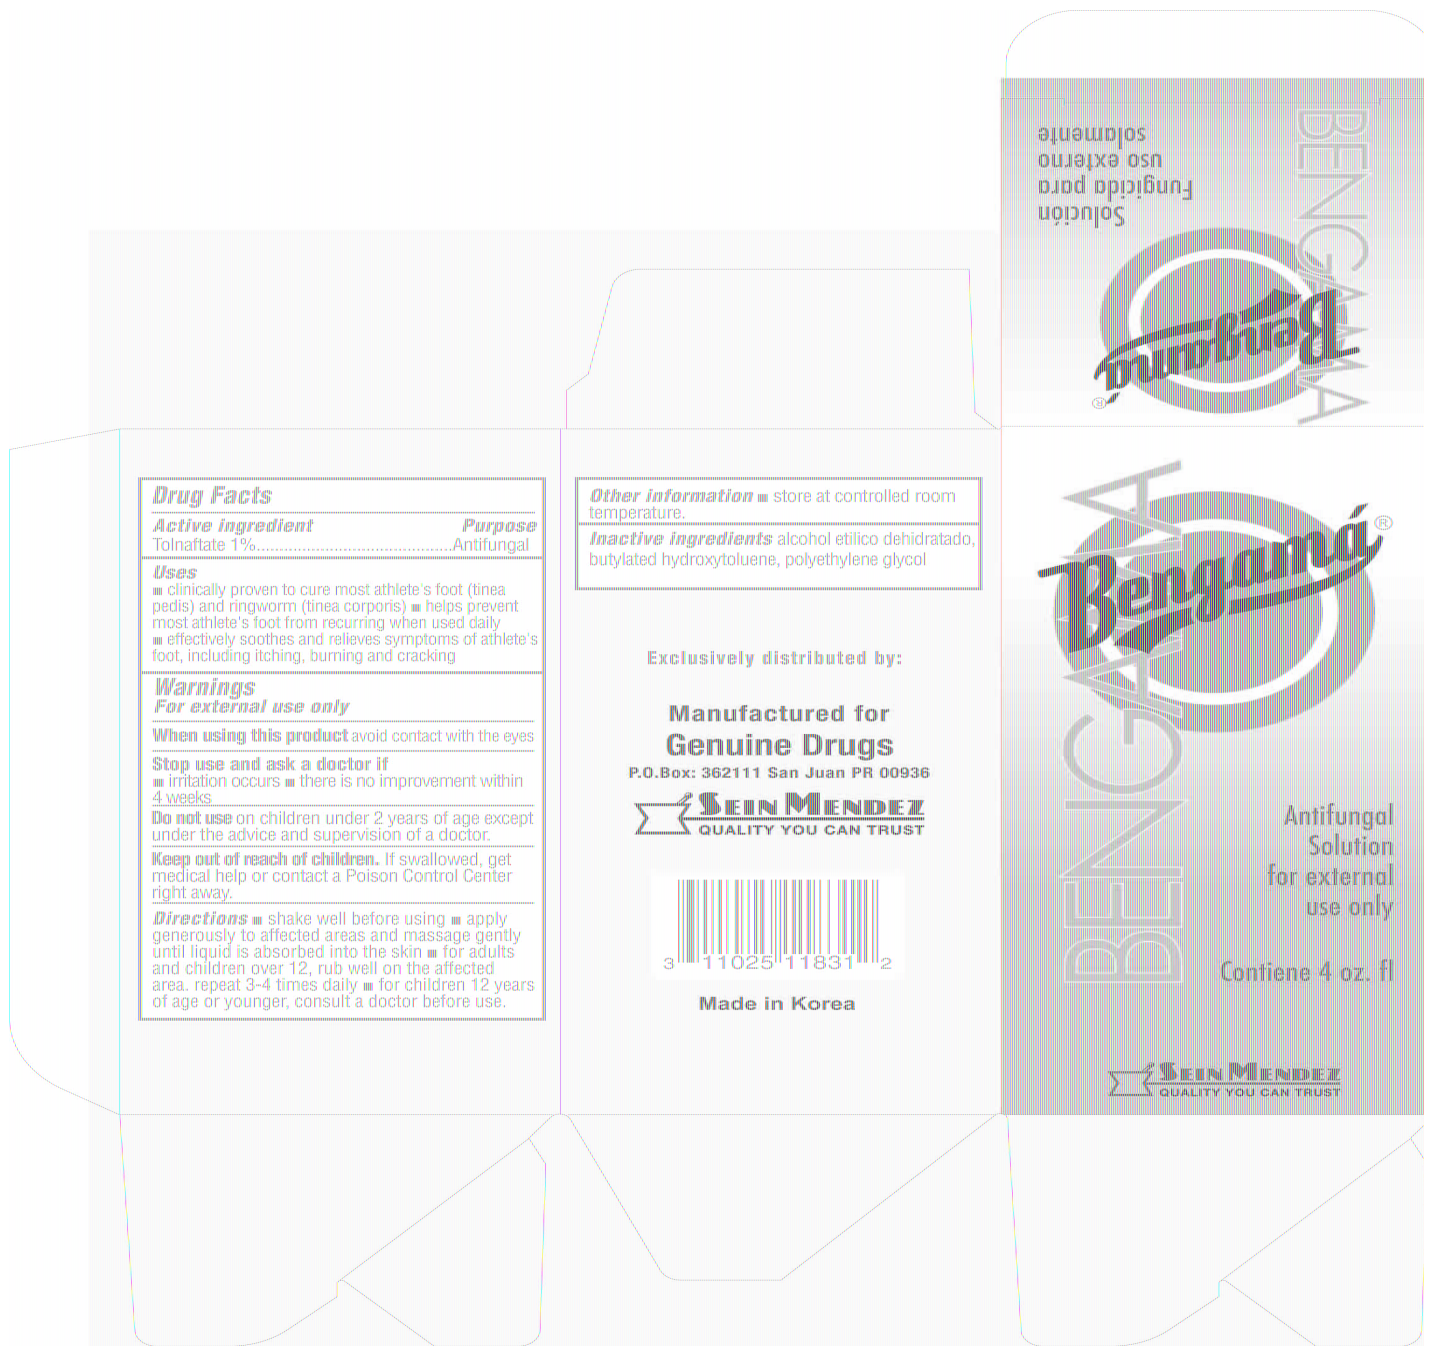 Solución
Fungicida para
uso externo
solamente
BENGAMA
Benganá®
Drug Facts
Active ingredient Purpose
Tolnaftate 1%...........................................Antifungal
Uses
■ clinically proven to cure most athlete's foot (tinea
pedis) and ringworm (tinea corporis) ■ helps prevent
most athlete's foot from recurring when used daily
■ effectively soothes and relieves symptoms of athlete's
foot, including itching, burning and cracking
Warnings
For external use only
When using this product avoid contact with the eyes
Stop use and ask a doctor if
■ irritation occurs ■ there is no improvement within
4 weeks
Do not use on children under 2 years of age except
under the advice and supervision of a doctor.
Keep out of reach of children. If swallowed, get
medical help or contact a Poison Control Center
right away.
Directions ■ shake well before using ■ apply
generously to affected areas and massage gently
until liquid is absorbed into the skin ■ for adults
and children over 12, rub well on the affected
area. repeat 3-4 times daily ■ for children 12 years
of age or younger, consult a doctor before use.
Other information ■ store at controlled room
temperature.
Inactive ingredients alcohol etilico dehidratado,
butylated hydroxytoluene, polyethylene glycol
Exclusively distributed by:
Manufactured for
Genuine Drugs
P.O.Box: 362111 San Juan PR 00936
SEIN MENDEZ
QUALITY YOU CAN TRUST
3 11025 11831 2
Made in Korea
BENGAMA
Bengamá®
Antifungal
Solution
for external
use only
Contiene 4 oz. fl
SEIN MENDEZ
QUALITY YOU CAN TRUST